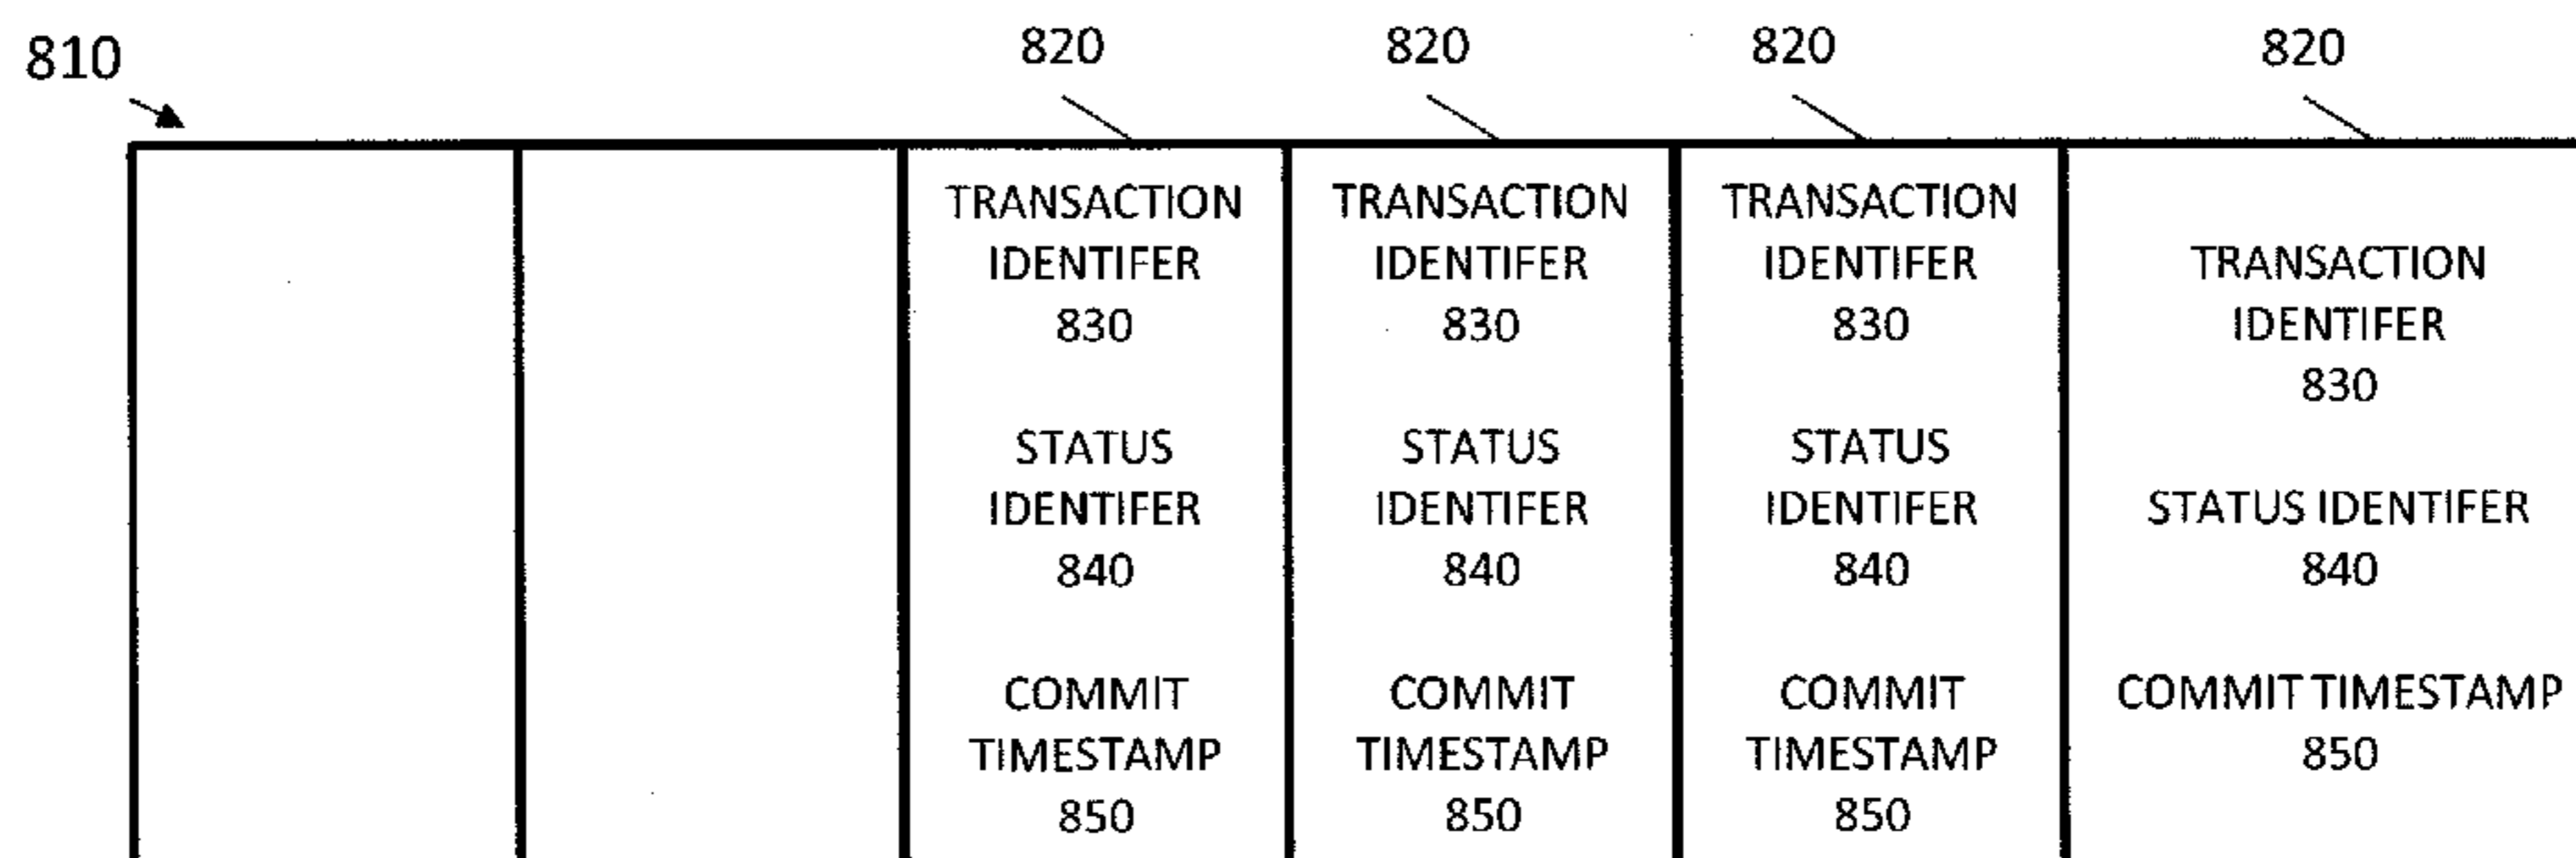 810
820
820
820
820
TRANSACTION
IDENTIFER
830
STATUS
IDENTIFER
840
COMMIT
TIMESTAMP
850
TRANSACTION
IDENTIFER
830
STATUS
IDENTIFER
840
COMMIT
TIMESTAMP
850
TRANSACTION
IDENTIFER
830
STATUS
IDENTIFER
840
COMMIT
TIMESTAMP
850
TRANSACTION
IDENTIFER
830
STATUS IDENTIFER
840
COMMIT TIMESTAMP
850